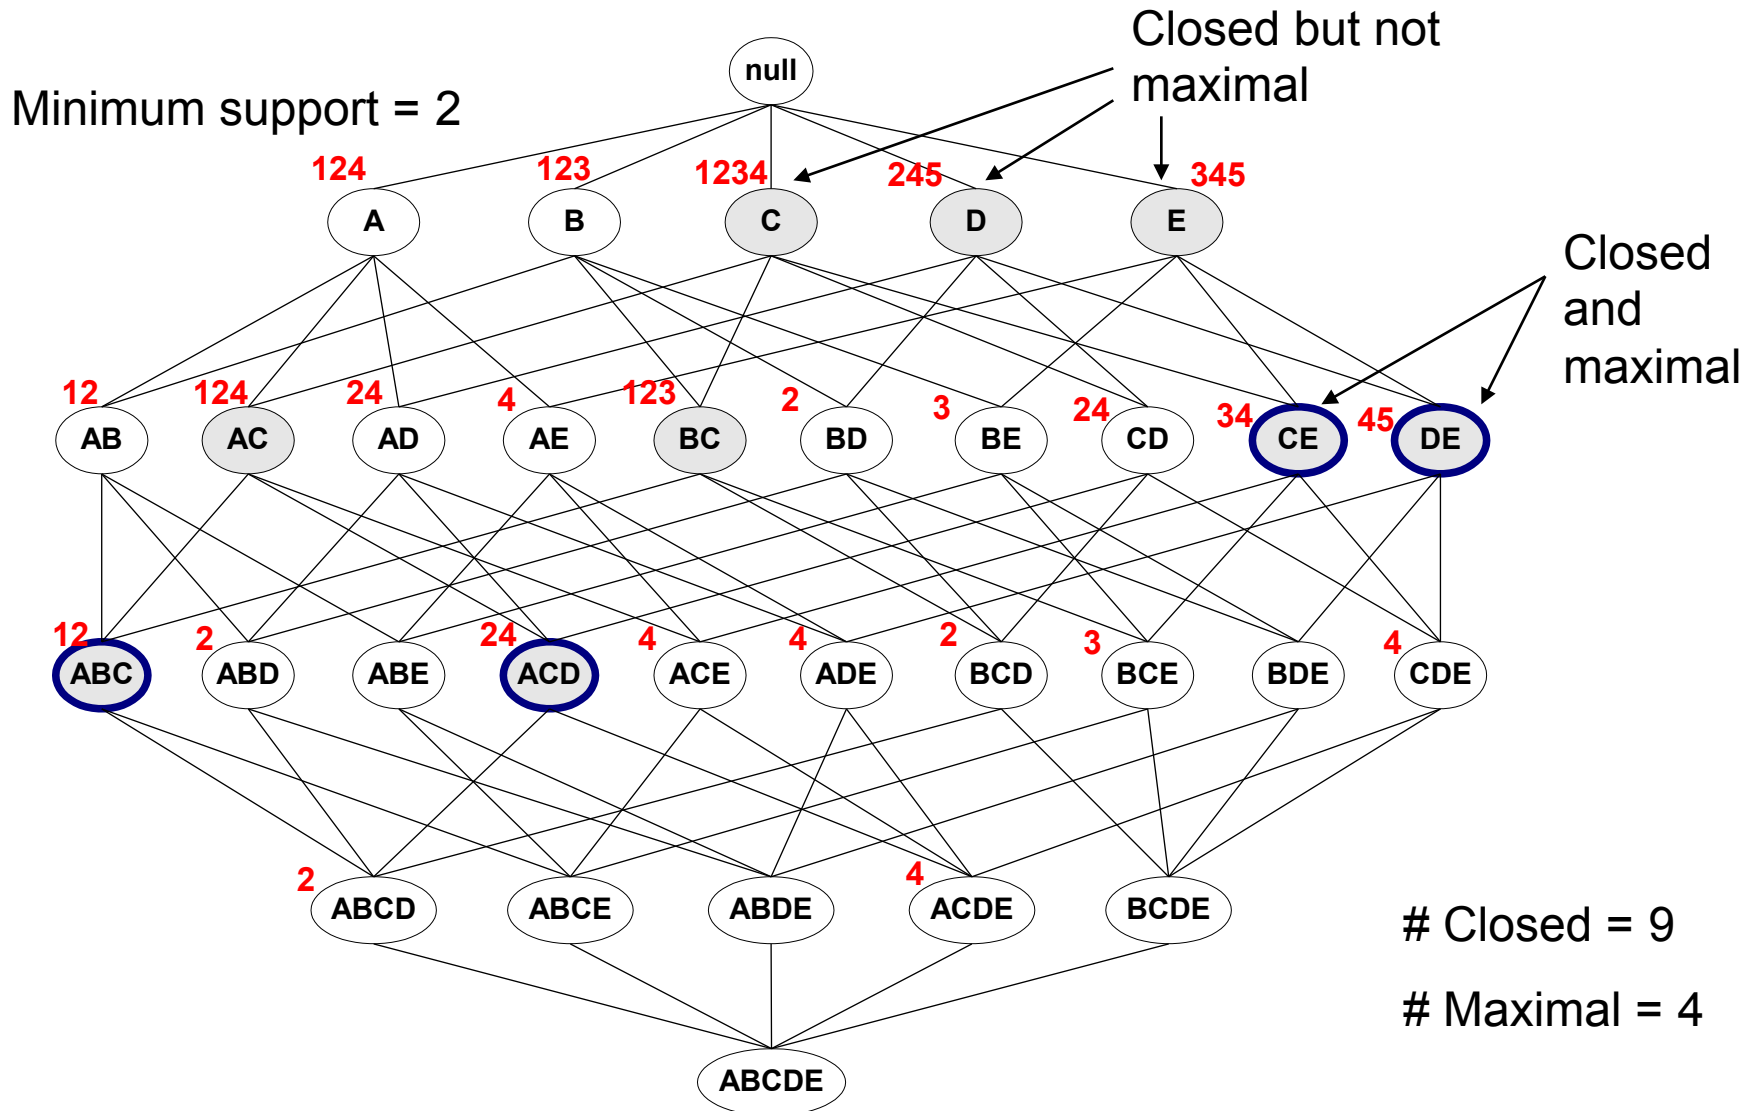 Closed but not
maximal
null
Minimum support = 2
124 123 1234 245 345
A B C D E
Closed
and
maximal
12 124 24 4 123 2 3 24 34 45
AB AC AD AE BC BD BE CD CE DE
12 2 24 4 4 2 3 4
ABC ABD ABE ACD ACE ADE BCD BCE BDE CDE
2 4
ABCD ABCE ABDE ACDE BCDE
# Closed = 9
# Maximal = 4
ABCDE